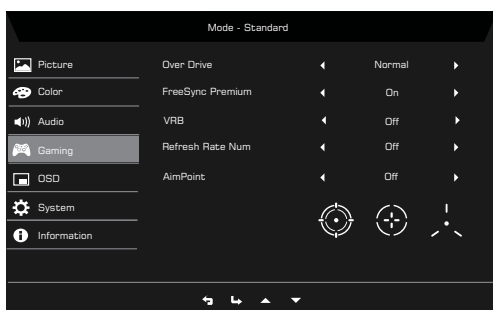 Mode - Standard
Picture
Over Drive Normal
Color
FreeSync Premium On
Audio
VRB Off
Gaming
Refresh Rate Num Off
OSD
AimPoint Off
System
Information